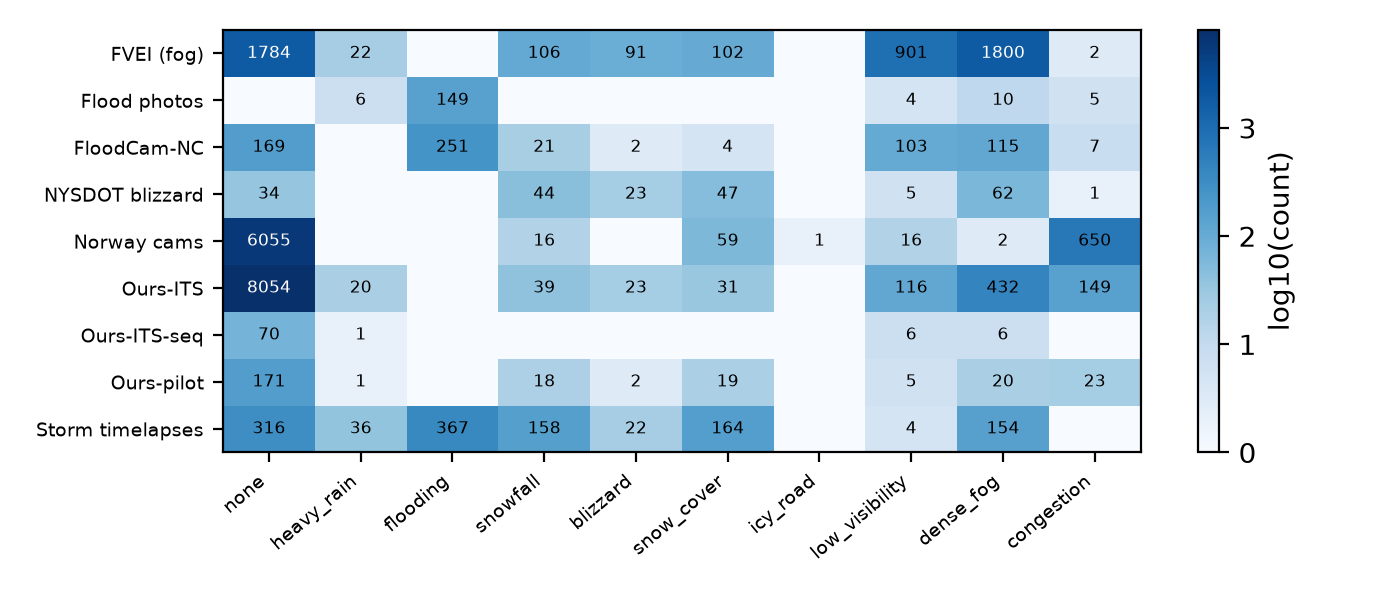 FVEI (fog) 1784 22 106 91 102 901 1800 2
Flood photos 6 149 4 10 5
FloodCam-NC 169 251 21 2 4 103 115 7
NYSDOT blizzard 34 44 23 47 5 62 1
Norway cams 6055 16 59 1 16 2 650
Ours-ITS 8054 20 39 23 31 116 432 149
Ours-ITS-seq 70 1 6 6
Ours-pilot 171 1 18 2 19 5 20 23
Storm timelapses 316 36 367 158 22 164 4 154
none heavy_rain flooding snowfall blizzard snow_cover icy_road low_visibility dense_fog congestion
3
2
1
0
log10(count)